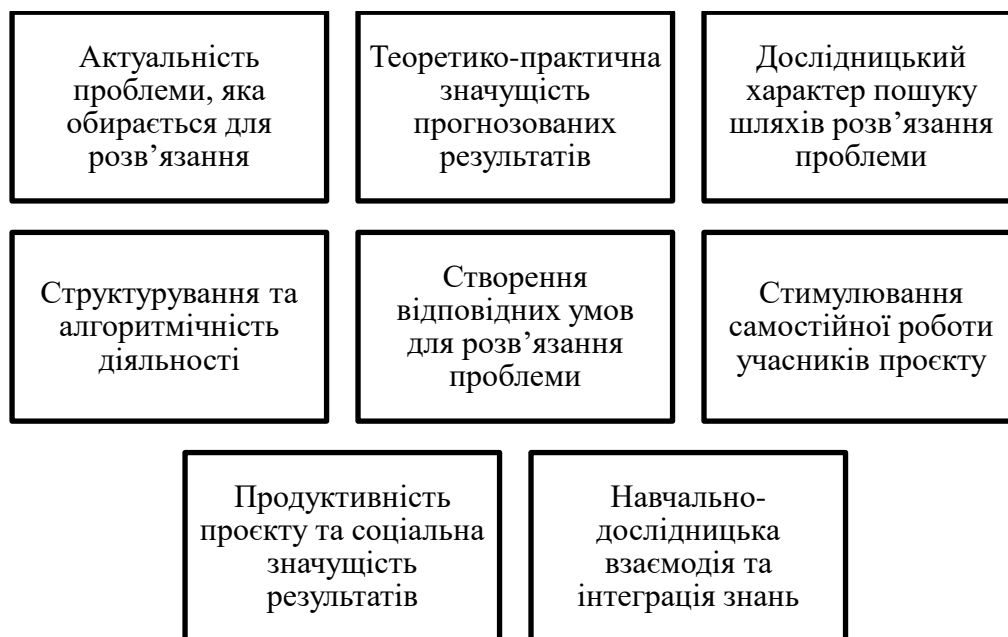 Актуальність
проблеми, яка
обирається для
розв’язання
Теоретико-практична
значущість
прогнозованих
результатів
Дослідницький
характер пошуку
шляхів розв’язання
проблеми
Структурування та
алгоритмічність
діяльності
Створення
відповідних умов
для розв’язання
проблеми
Стимулювання
самостійної роботи
учасників проєкту
Продуктивність
проєкту та соціальна
значущість
результатів
Навчально-
дослідницька
взаємодія та
інтеграція знань